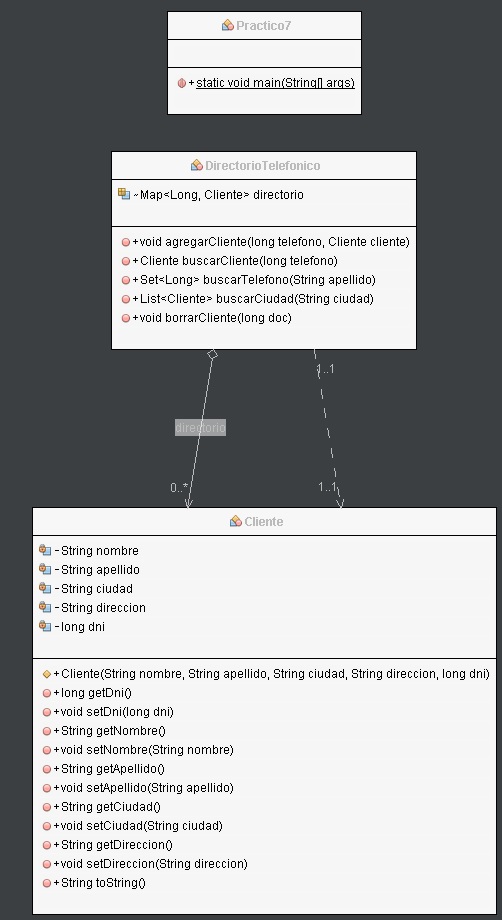 Practico7
+ static void main(String[] args)
DirectorioTelefonico
~ Map<Long, Cliente> directorio
+void agregarCliente(long telefono, Cliente cliente)
+Cliente buscarCliente(long telefono)
+Set<Long> buscarTelefono(String apellido)
+List<Cliente> buscarCiudad(String ciudad)
+void borrarCliente(long doc)
1..1
directorio
0..*
1..1
Cliente
-String nombre
-String apellido
-String ciudad
-String direccion
-long dni
+Cliente(String nombre, String apellido, String ciudad, String direccion, long dni)
+long getDni()
+void setDni(long dni)
+String getNombre()
+void setNombre(String nombre)
+String getApellido()
+void setApellido(String apellido)
+String getCiudad()
+void setCiudad(String ciudad)
+String getDireccion()
+void setDireccion(String direccion)
+String toString()